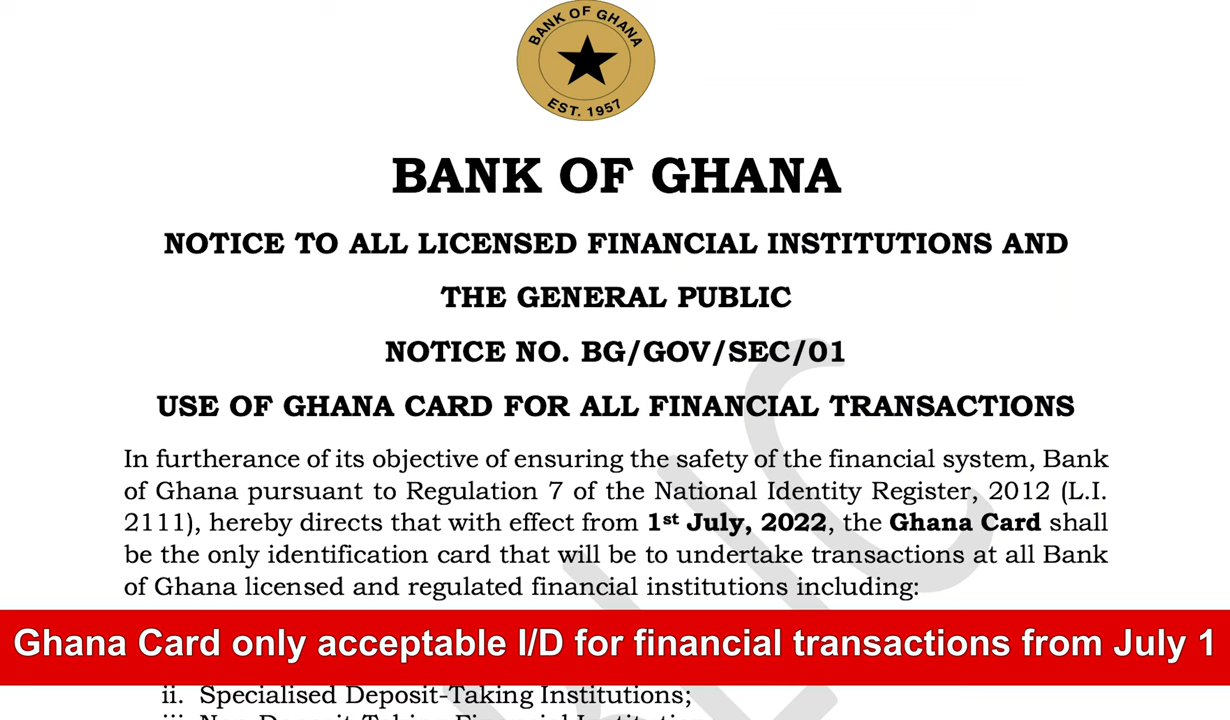 BANK OF GHANA
EST. 1957
BANK OF GHANA
NOTICE TO ALL LICENSED FINANCIAL INSTITUTIONS AND
THE GENERAL PUBLIC
NOTICE NO. BG/GOV/SEC/01
USE OF GHANA CARD FOR ALL FINANCIAL TRANSACTIONS
In furtherance of its objective of ensuring the safety of the financial system, Bank
of Ghana pursuant to Regulation 7 of the National Identity Register, 2012 (L.I.
2111), hereby directs that with effect from 1st July, 2022, the Ghana Card shall
be the only identification card that will be to undertake transactions at all Bank
of Ghana licensed and regulated financial institutions including:
Ghana Card only acceptable I/D for financial transactions from July 1
ii. Specialised Deposit-Taking Institutions;